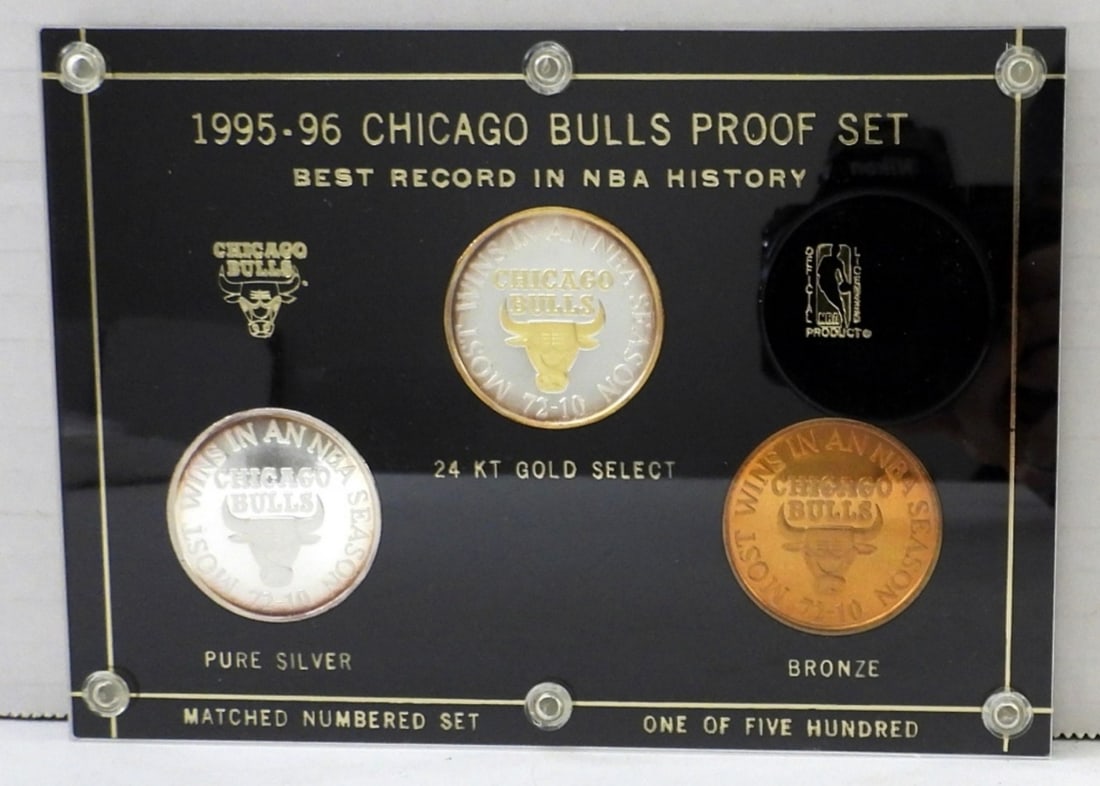 1995-96 CHICAGO BULLS PROOF SET
BEST RECORD IN NBA HISTORY
CHICAGO
BULLS
MOST WINS IN AN NBA SEASON
CHICAGO
BULLS
72-10
OFFICIAL
LICENSED
NBA
PRODUCT©
24 KT GOLD SELECT
MOST WINS IN AN NBA SEASON
CHICAGO
BULLS
72-10
MOST WINS IN AN NBA SEASON
CHICAGO
BULLS
72-10
PURE SILVER
BRONZE
MATCHED NUMBERED SET
ONE OF FIVE HUNDRED